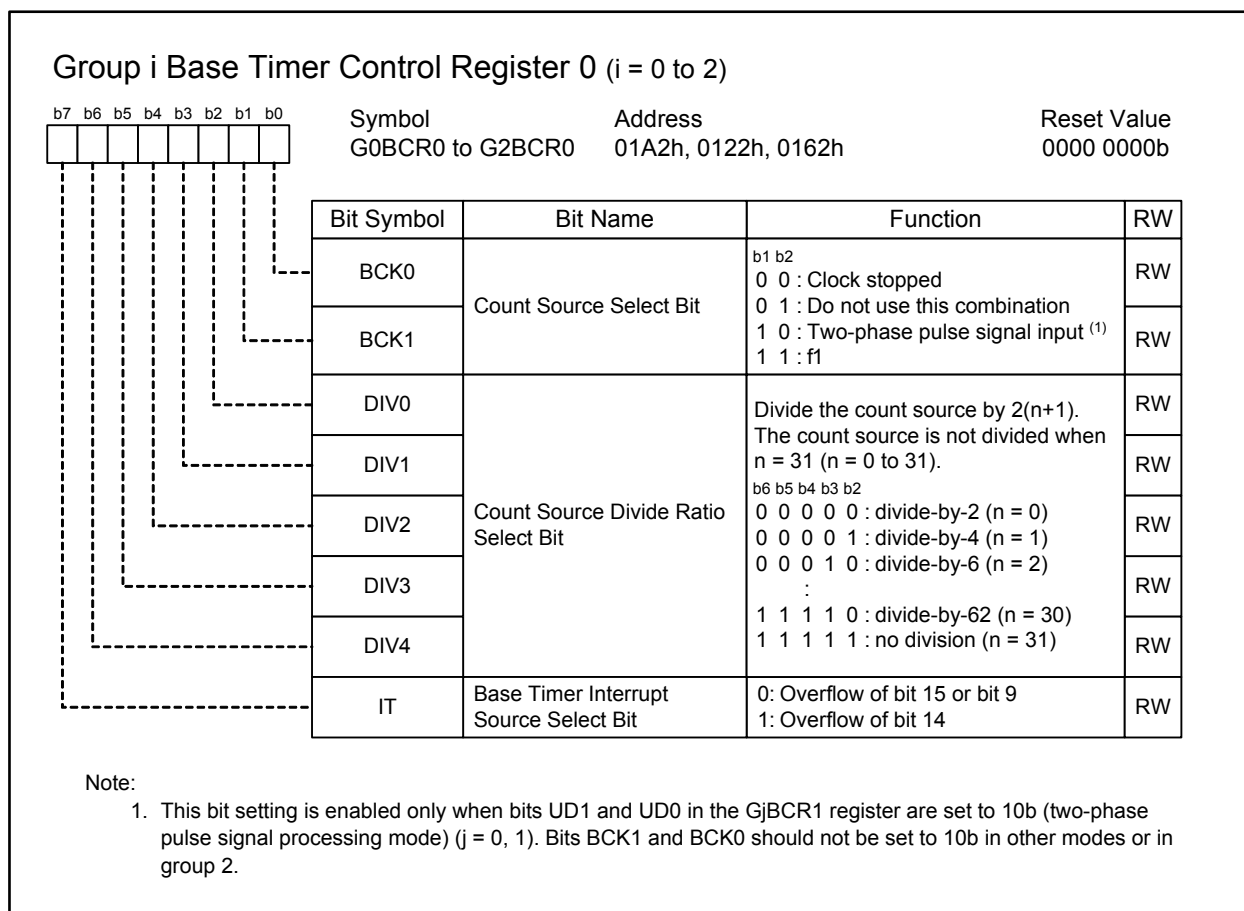 Group i Base Timer Control Register 0 (i = 0 to 2)
b7 b6 b5 b4 b3 b2 b1 b0
Symbol Address Reset Value
G0BCR0 to G2BCR0 01A2h, 0122h, 0162h 0000 0000b
Bit Symbol Bit Name Function RW
BCK0
BCK1
Count Source Select Bit
b1 b2
0 0 : Clock stopped
0 1 : Do not use this combination
1 0 : Two-phase pulse signal input (1)
1 1 : f1
RW
RW
DIV0
DIV1
DIV2
DIV3
DIV4
Count Source Divide Ratio
Select Bit
Divide the count source by 2(n+1).
The count source is not divided when
n = 31 (n = 0 to 31).
b6 b5 b4 b3 b2
0 0 0 0 0 : divide-by-2 (n = 0)
0 0 0 0 1 : divide-by-4 (n = 1)
0 0 0 1 0 : divide-by-6 (n = 2)
:
1 1 1 1 0 : divide-by-62 (n = 30)
1 1 1 1 1 : no division (n = 31)
RW
RW
RW
RW
RW
IT
Base Timer Interrupt
Source Select Bit
0: Overflow of bit 15 or bit 9
1: Overflow of bit 14
RW
Note:
1. This bit setting is enabled only when bits UD1 and UD0 in the GjBCR1 register are set to 10b (two-phase
pulse signal processing mode) (j = 0, 1). Bits BCK1 and BCK0 should not be set to 10b in other modes or in
group 2.